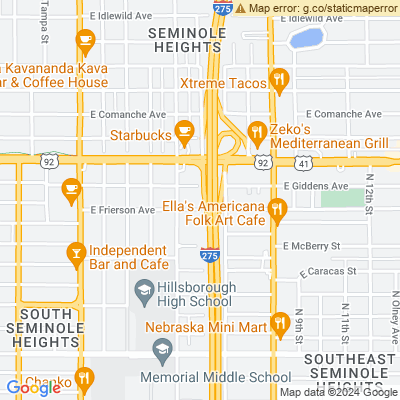 Map error: g.co/staticmaperror
E Idlewild Ave
E Idlewild Ave
Tampa St
SEMINOLE
HEIGHTS
275
Kavananda Kava
& Coffee House
Xtreme Tacos
E Comanche Ave
E Comanche Ave
Starbucks
Zeko's
Mediterranean Grill
92
92
41
E Giddens Ave
N 12th St
E Frierson Ave
Ella's Americana
Folk Art Cafe
Independent
Bar and Cafe
275
E McBerry St
E Caracas St
Hillsborough
High School
SOUTH
SEMINOLE
HEIGHTS
Nebraska Mini Mart
N 9th St
N 11th St
N Olney Ave
SOUTHEAST
SEMINOLE
HEIGHTS
Chanko
Memorial Middle School
Google
Map data ©2024 Google